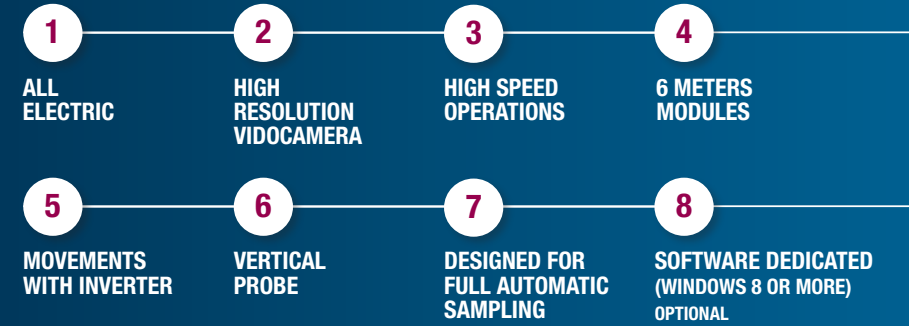 1
2
3
4
ALL
ELECTRIC
HIGH
RESOLUTION
VIDOCAMERA
HIGH SPEED
OPERATIONS
6 METERS
MODULES
5
6
7
8
MOVEMENTS
WITH INVERTER
VERTICAL
PROBE
DESIGNED FOR
FULL AUTOMATIC
SAMPLING
SOFTWARE DEDICATED
(WINDOWS 8 OR MORE)
OPTIONAL